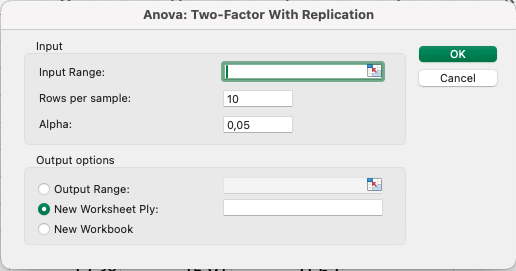 Anova: Two-Factor With Replication
Input
OK
Input Range:
Cancel
Rows per sample:
10
Alpha:
0,05
Output options
Output Range:
New Worksheet Ply:
New Workbook